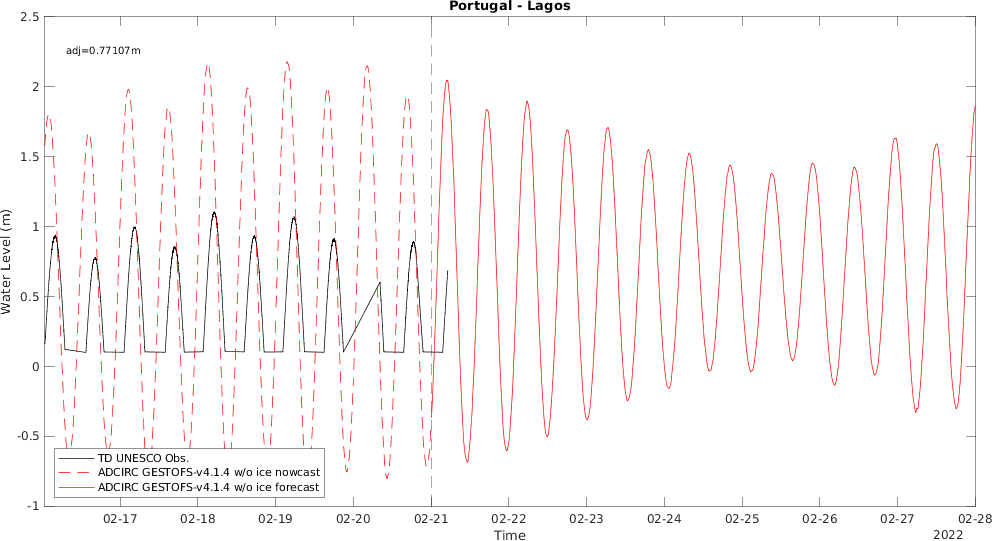 Portugal - Lagos
2.5
adj=0.77107m
2
1.5
1
0.5
0
-0.5
-1
Water Level (m)
TD UNESCO Obs.
ADCIRC GESTOFS-v4.1.4 w/o ice nowcast
ADCIRC GESTOFS-v4.1.4 w/o ice forecast
02-17 02-18 02-19 02-20 02-21 02-22 02-23 02-24 02-25 02-26 02-27 02-28
Time
2022